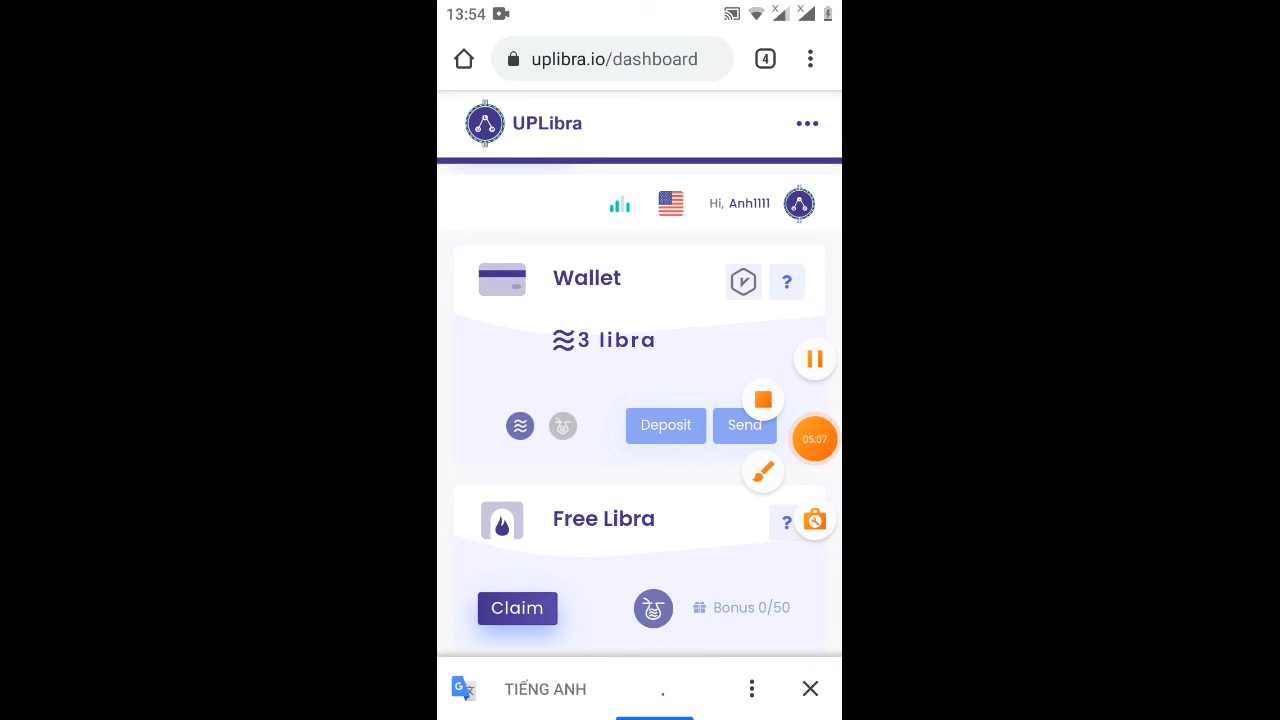 13:54
uplibra.io/dashboard
4
UPLibra
Hi, Anh1111
Wallet
?
3 libra
Deposit
Send
05:07
Free Libra
?
Claim
Bonus 0/50
G
TIẾNG ANH